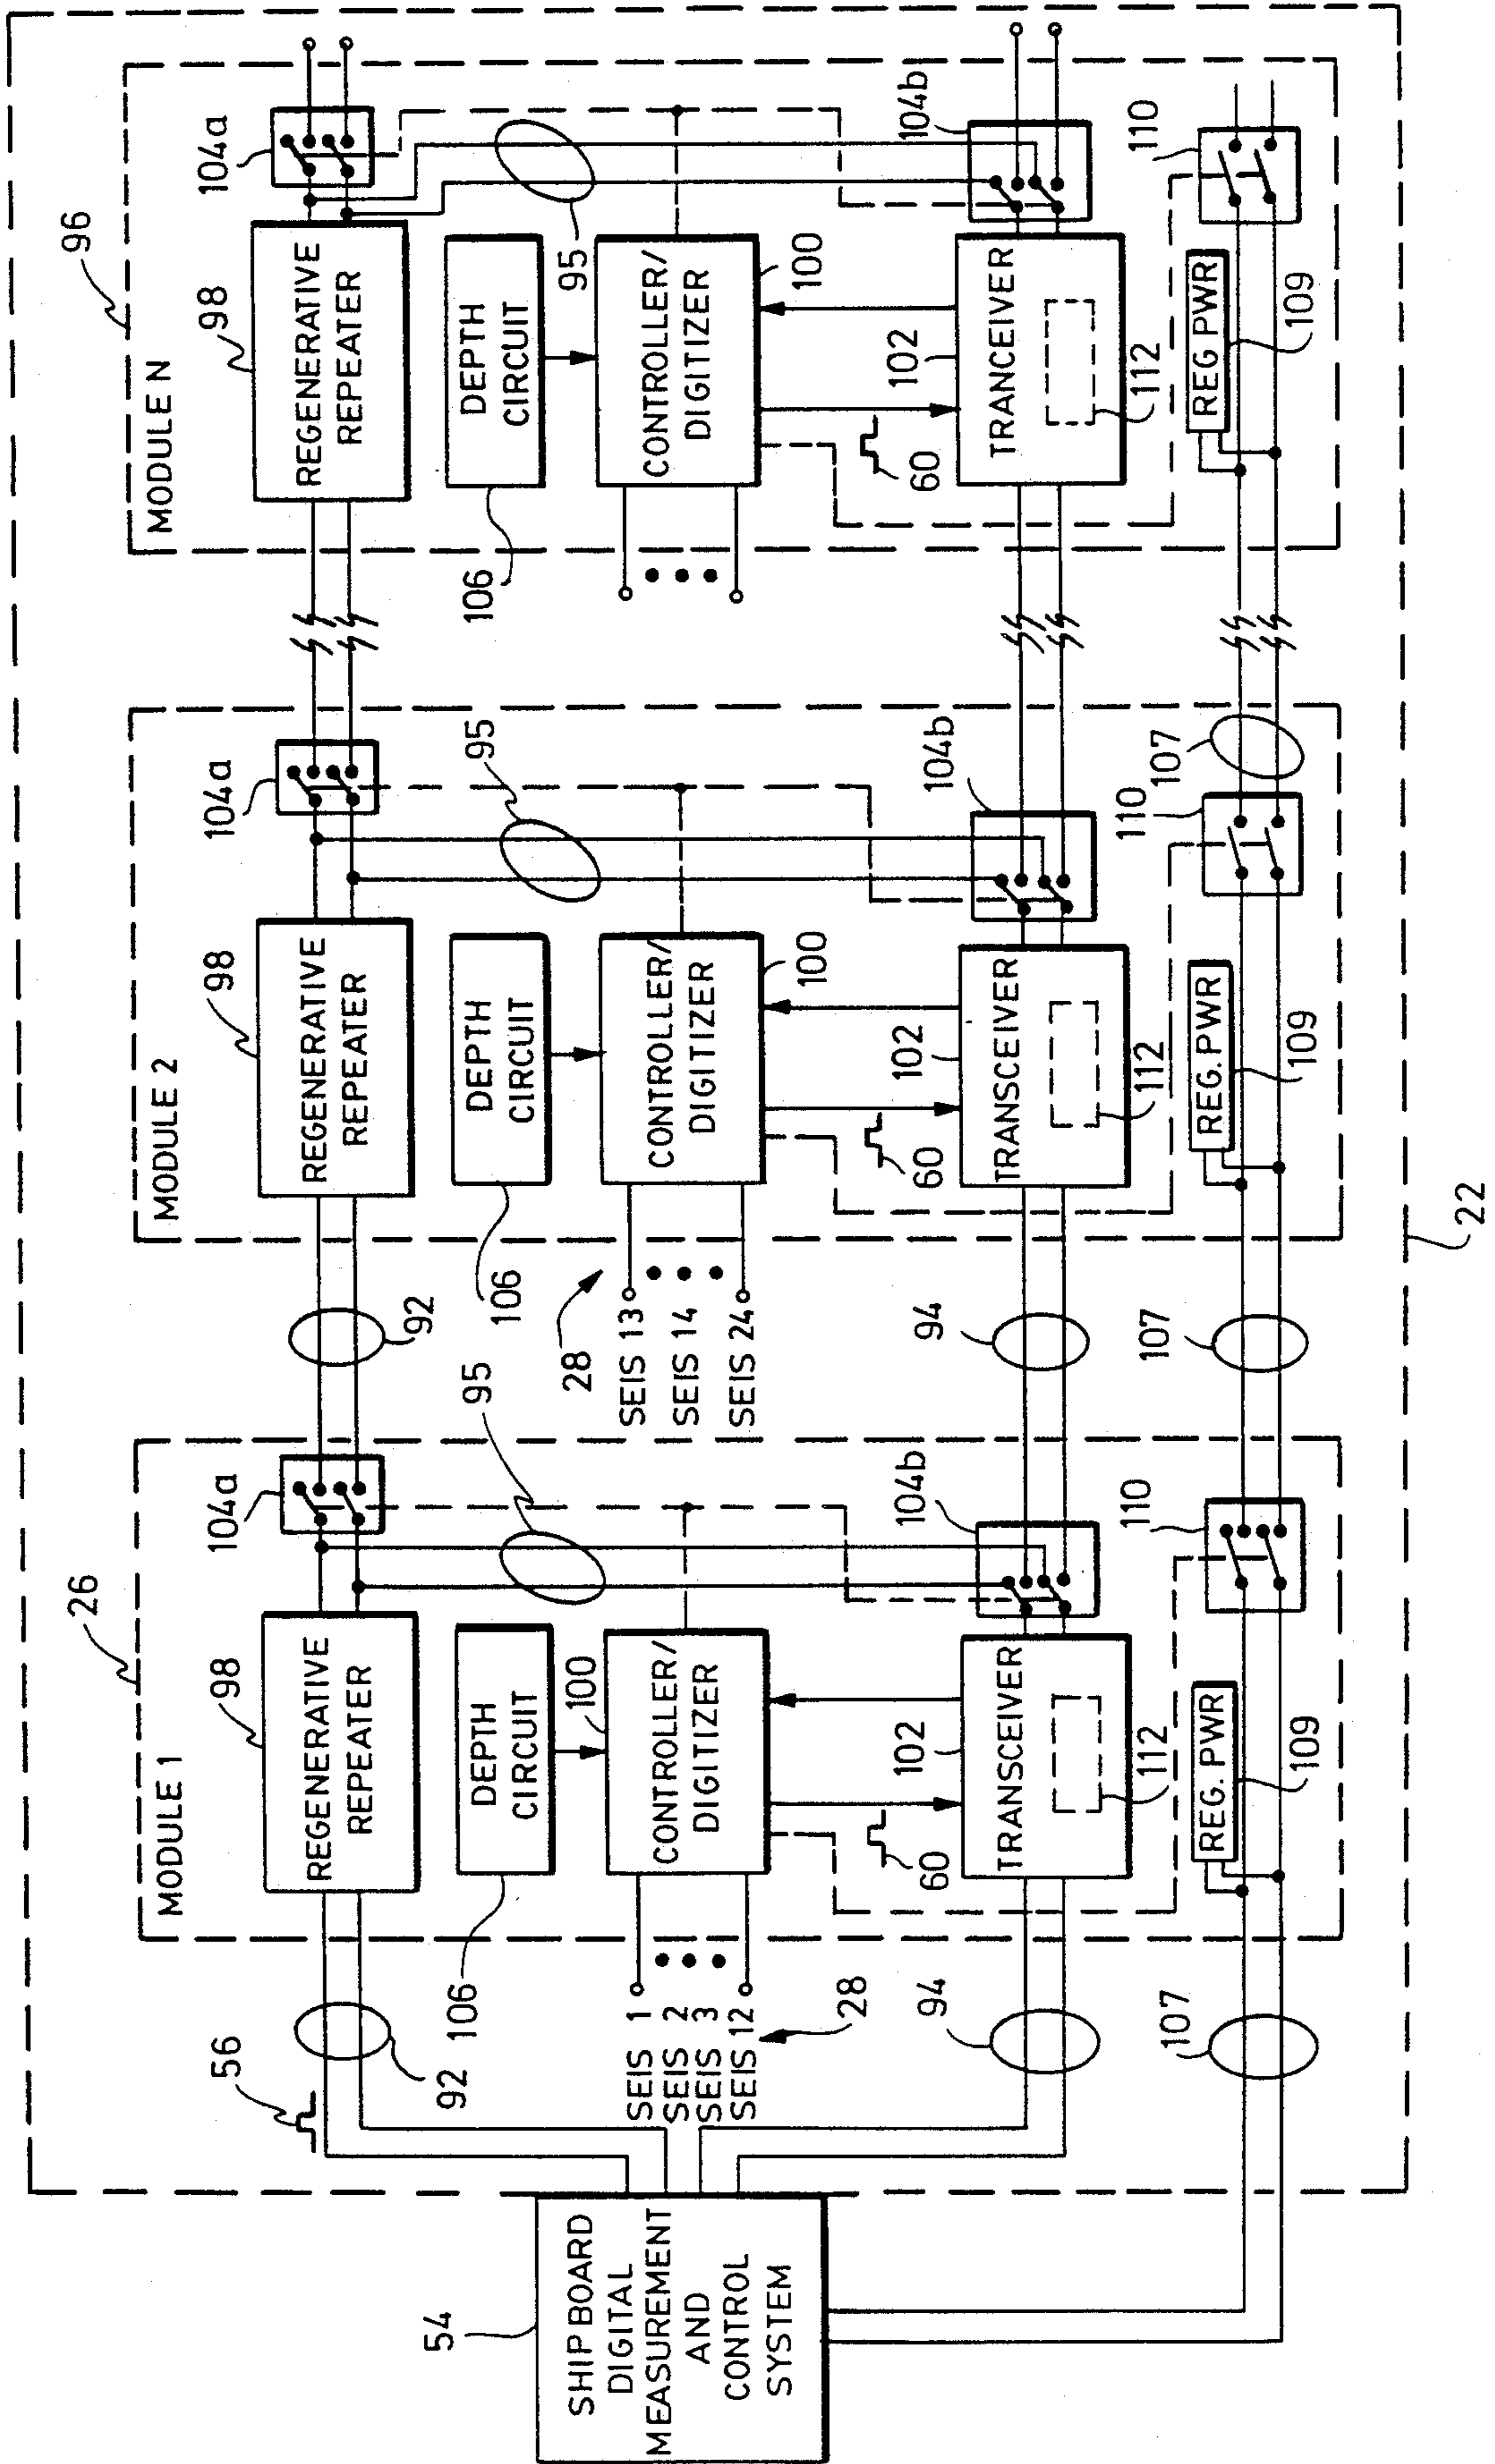 54
SHIPBOARD
DIGITAL
MEASUREMENT
AND
CONTROL
SYSTEM
22
26
MODULE 1
56
92
98
REGENERATIVE
REPEATER
104a
95
106
DEPTH
CIRCUIT
100
CONTROLLER/
DIGITIZER
SEIS 1
SEIS 2
SEIS 3
SEIS 12
28
60
94
102
TRANSCEIVER
112
104b
107
REG. PWR
109
110
MODULE 2
92
98
REGENERATIVE
REPEATER
104a
95
106
DEPTH
CIRCUIT
100
CONTROLLER/
DIGITIZER
28
SEIS 13
SEIS 14
SEIS 24
60
94
102
TRANSCEIVER
112
104b
107
REG. PWR
109
110
107
96
MODULE N
98
REGENERATIVE
REPEATER
104a
95
106
DEPTH
CIRCUIT
100
CONTROLLER/
DIGITIZER
60
102
TRANCEIVER
112
104b
REG PWR
109
110